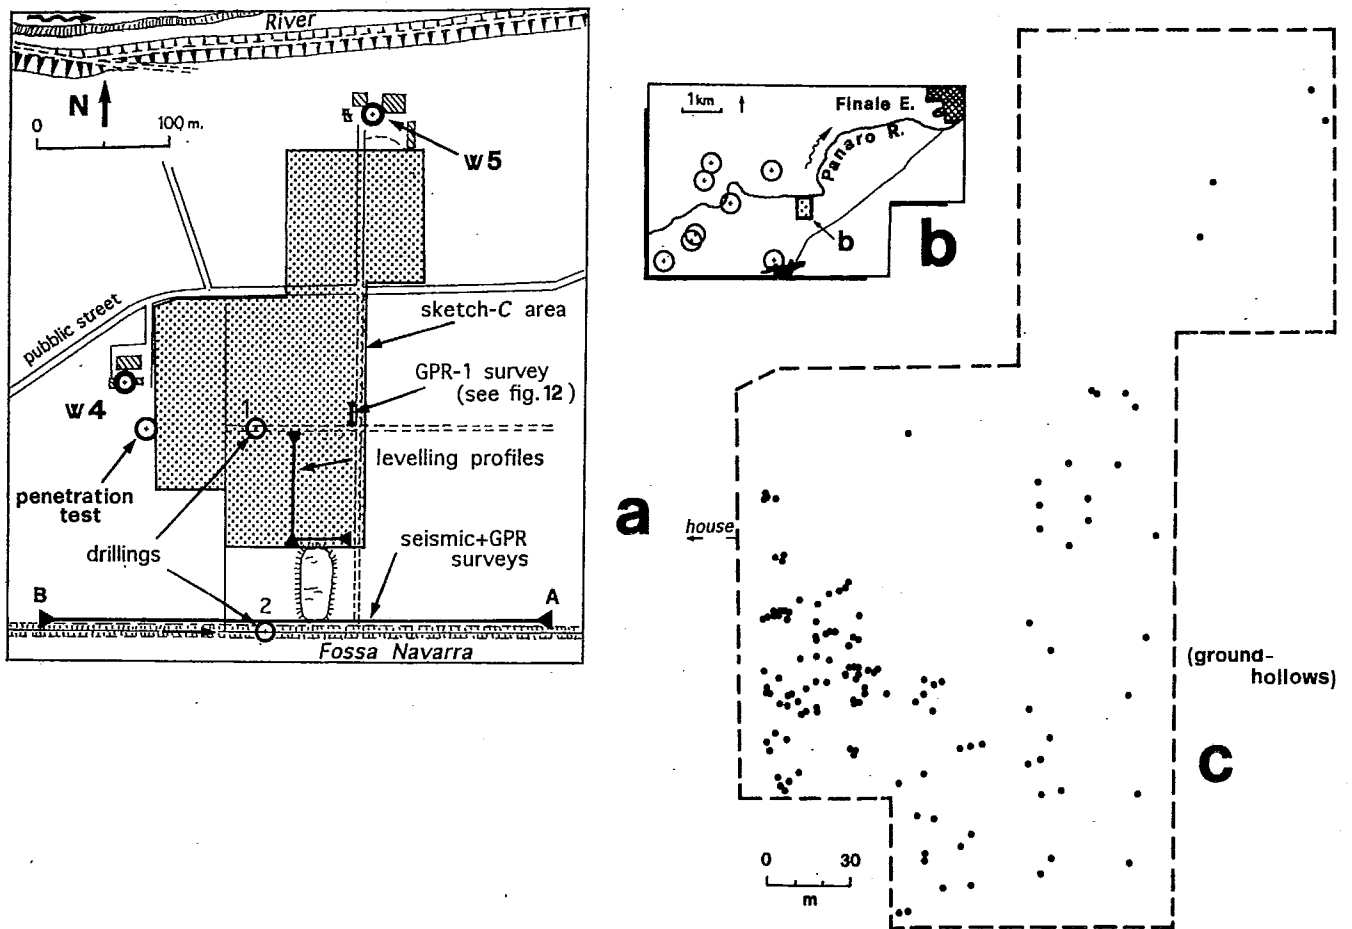 River
N
0 100 m.
w5
pubblic street
sketch-C area
GPR-1 survey
(see fig. 12)
w4
1
levelling profiles
penetration
test
drillings
seismic+GPR
surveys
B
A
2
Fossa Navarra
a
1km
Finale E.
Panaro R.
b
b
house
(ground-
hollows)
c
0 30
m